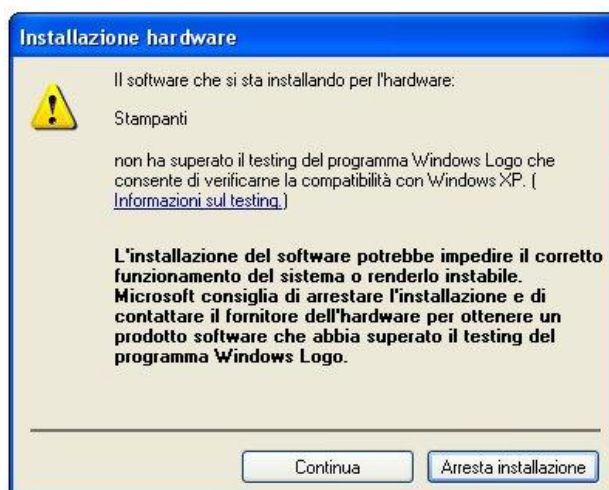 Installazione hardware
Il software che si sta installando per l'hardware:
Stampanti
non ha superato il testing del programma Windows Logo che
consente di verificarne la compatibilità con Windows XP. (
Informazioni sul testing.)
L'installazione del software potrebbe impedire il corretto
funzionamento del sistema o renderlo instabile.
Microsoft consiglia di arrestare l'installazione e di
contattare il fornitore dell'hardware per ottenere un
prodotto software che abbia superato il testing del
programma Windows Logo.
Continua
Arresta installazione